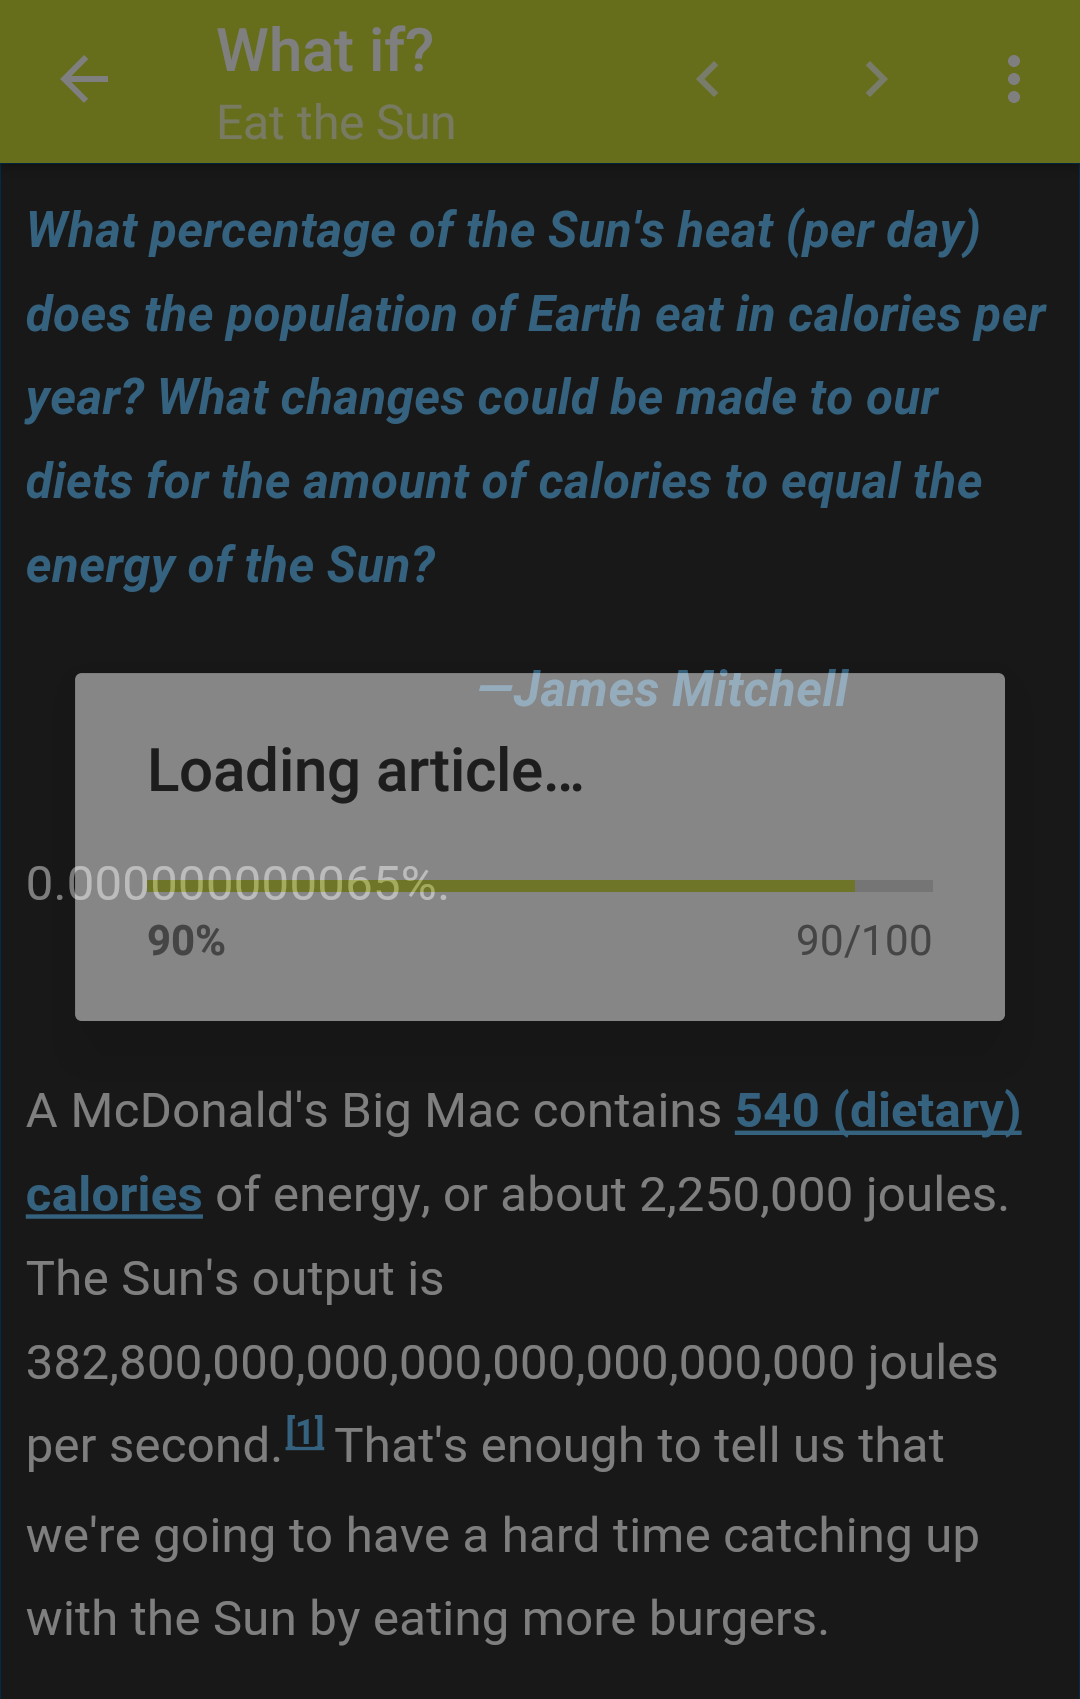 What if?
Eat the Sun
What percentage of the Sun's heat (per day)
does the population of Earth eat in calories per
year? What changes could be made to our
diets for the amount of calories to equal the
energy of the Sun?
—James Mitchell
Loading article...
0.000000000065%.
90%
90/100
A McDonald's Big Mac contains 540 (dietary)
calories of energy, or about 2,250,000 joules.
The Sun's output is
382,800,000,000,000,000,000,000,000 joules
per second.[1] That's enough to tell us that
we're going to have a hard time catching up
with the Sun by eating more burgers.